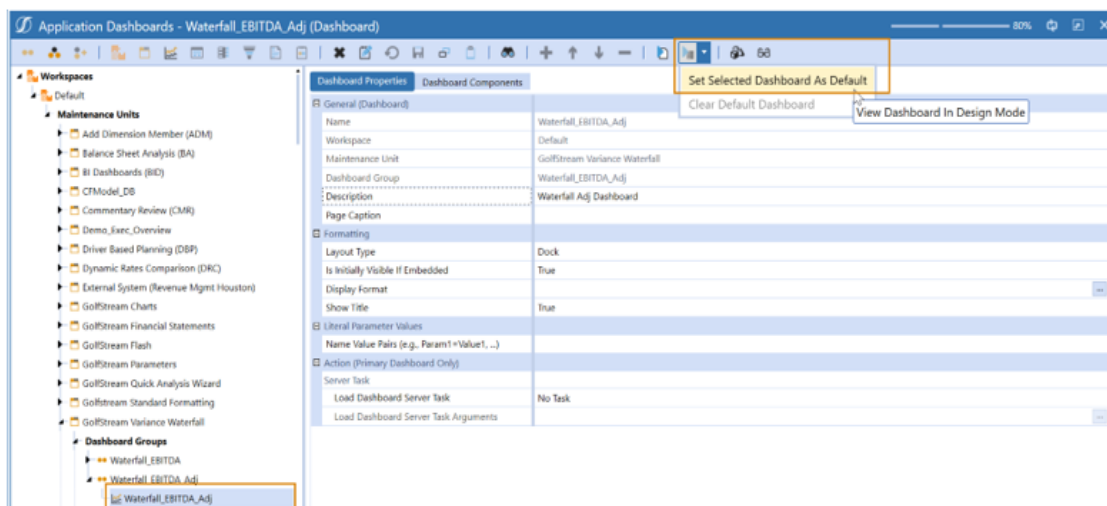 Application Dashboards - Waterfall_EBITDA_Adj (Dashboard)
80%
Set Selected Dashboard As Default
Clear Default Dashboard
View Dashboard In Design Mode
Workspaces
Default
Maintenance Units
Add Dimension Member (ADM)
Balance Sheet Analysis (BA)
BI Dashboards (BID)
CFModel_DB
Commentary Review (CMR)
Demo_Exec_Overview
Driver Based Planning (DBP)
Dynamic Rates Comparison (DRC)
External System (Revenue Mgmt Houston)
GolfStream Charts
GolfStream Financial Statements
GolfStream Flash
GolfStream Parameters
GolfStream Quick Analysis Wizard
Golfstream Standard Formatting
GolfStream Variance Waterfall
Dashboard Groups
Waterfall_EBITDA
Waterfall_EBITDA_Adj
Waterfall_EBITDA_Adj
Dashboard Properties Dashboard Components
General (Dashboard)
Name Waterfall_EBITDA_Adj
Workspace Default
Maintenance Unit GolfStream Variance Waterfall
Dashboard Group Waterfall_EBITDA_Adj
Description Waterfall Adj Dashboard
Page Caption
Formatting
Layout Type Dock
Is Initially Visible If Embedded True
Display Format ...
Show Title True
Literal Parameter Values
Name Value Pairs (e.g., Param1=Value1, ...)
Action (Primary Dashboard Only)
Server Task
Load Dashboard Server Task No Task
Load Dashboard Server Task Arguments ...